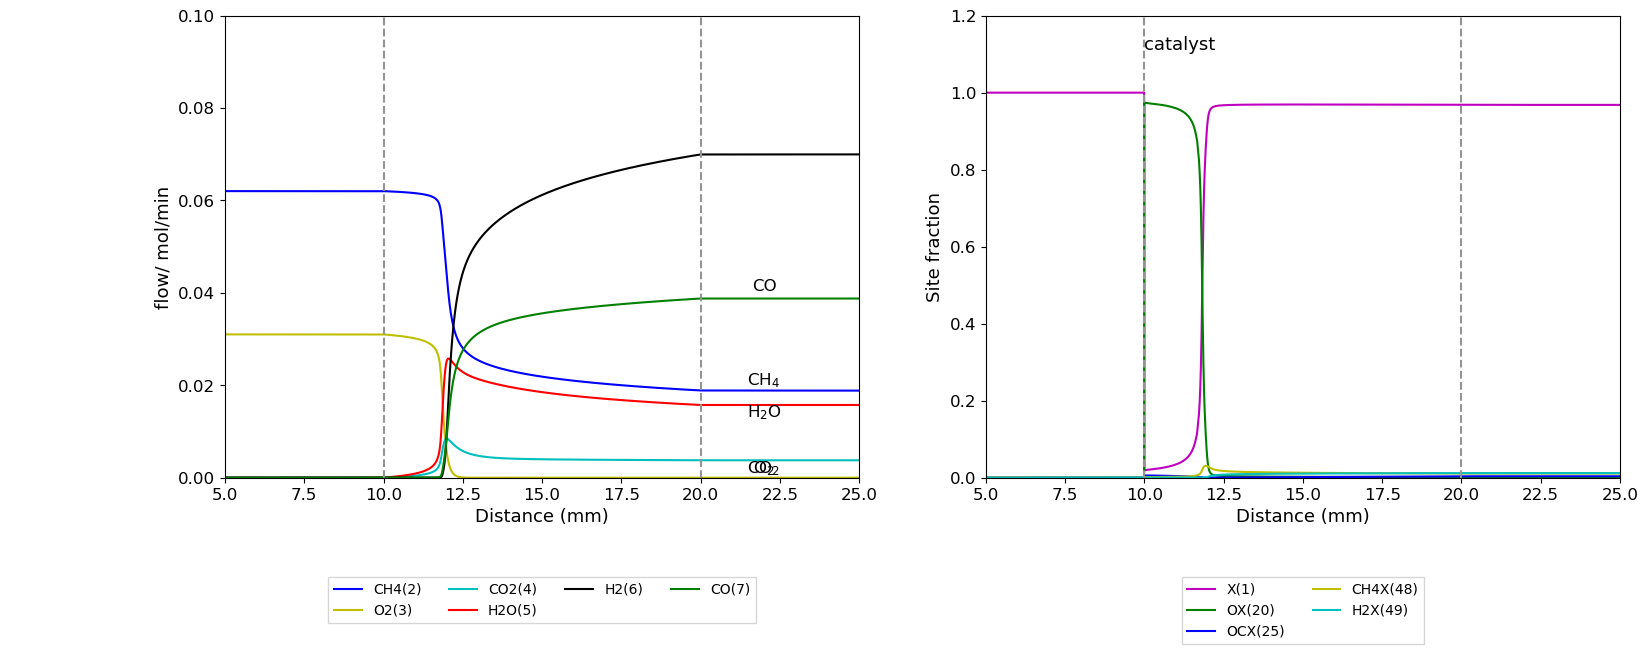 0.10
0.08
0.06
0.04
0.02
0.00
flow/ mol/min
CO
CH₄
H₂O
5.0 7.5 10.0 12.5 15.0 17.5 20.0 22.5 25.0
Distance (mm)
CH4(2) CO2(4) H2(6) CO(7)
O2(3) H2O(5)
1.2
1.0
0.8
0.6
0.4
0.2
0.0
Site fraction
catalyst
5.0 7.5 10.0 12.5 15.0 17.5 20.0 22.5 25.0
Distance (mm)
X(1) CH4X(48)
OX(20) H2X(49)
OCX(25)